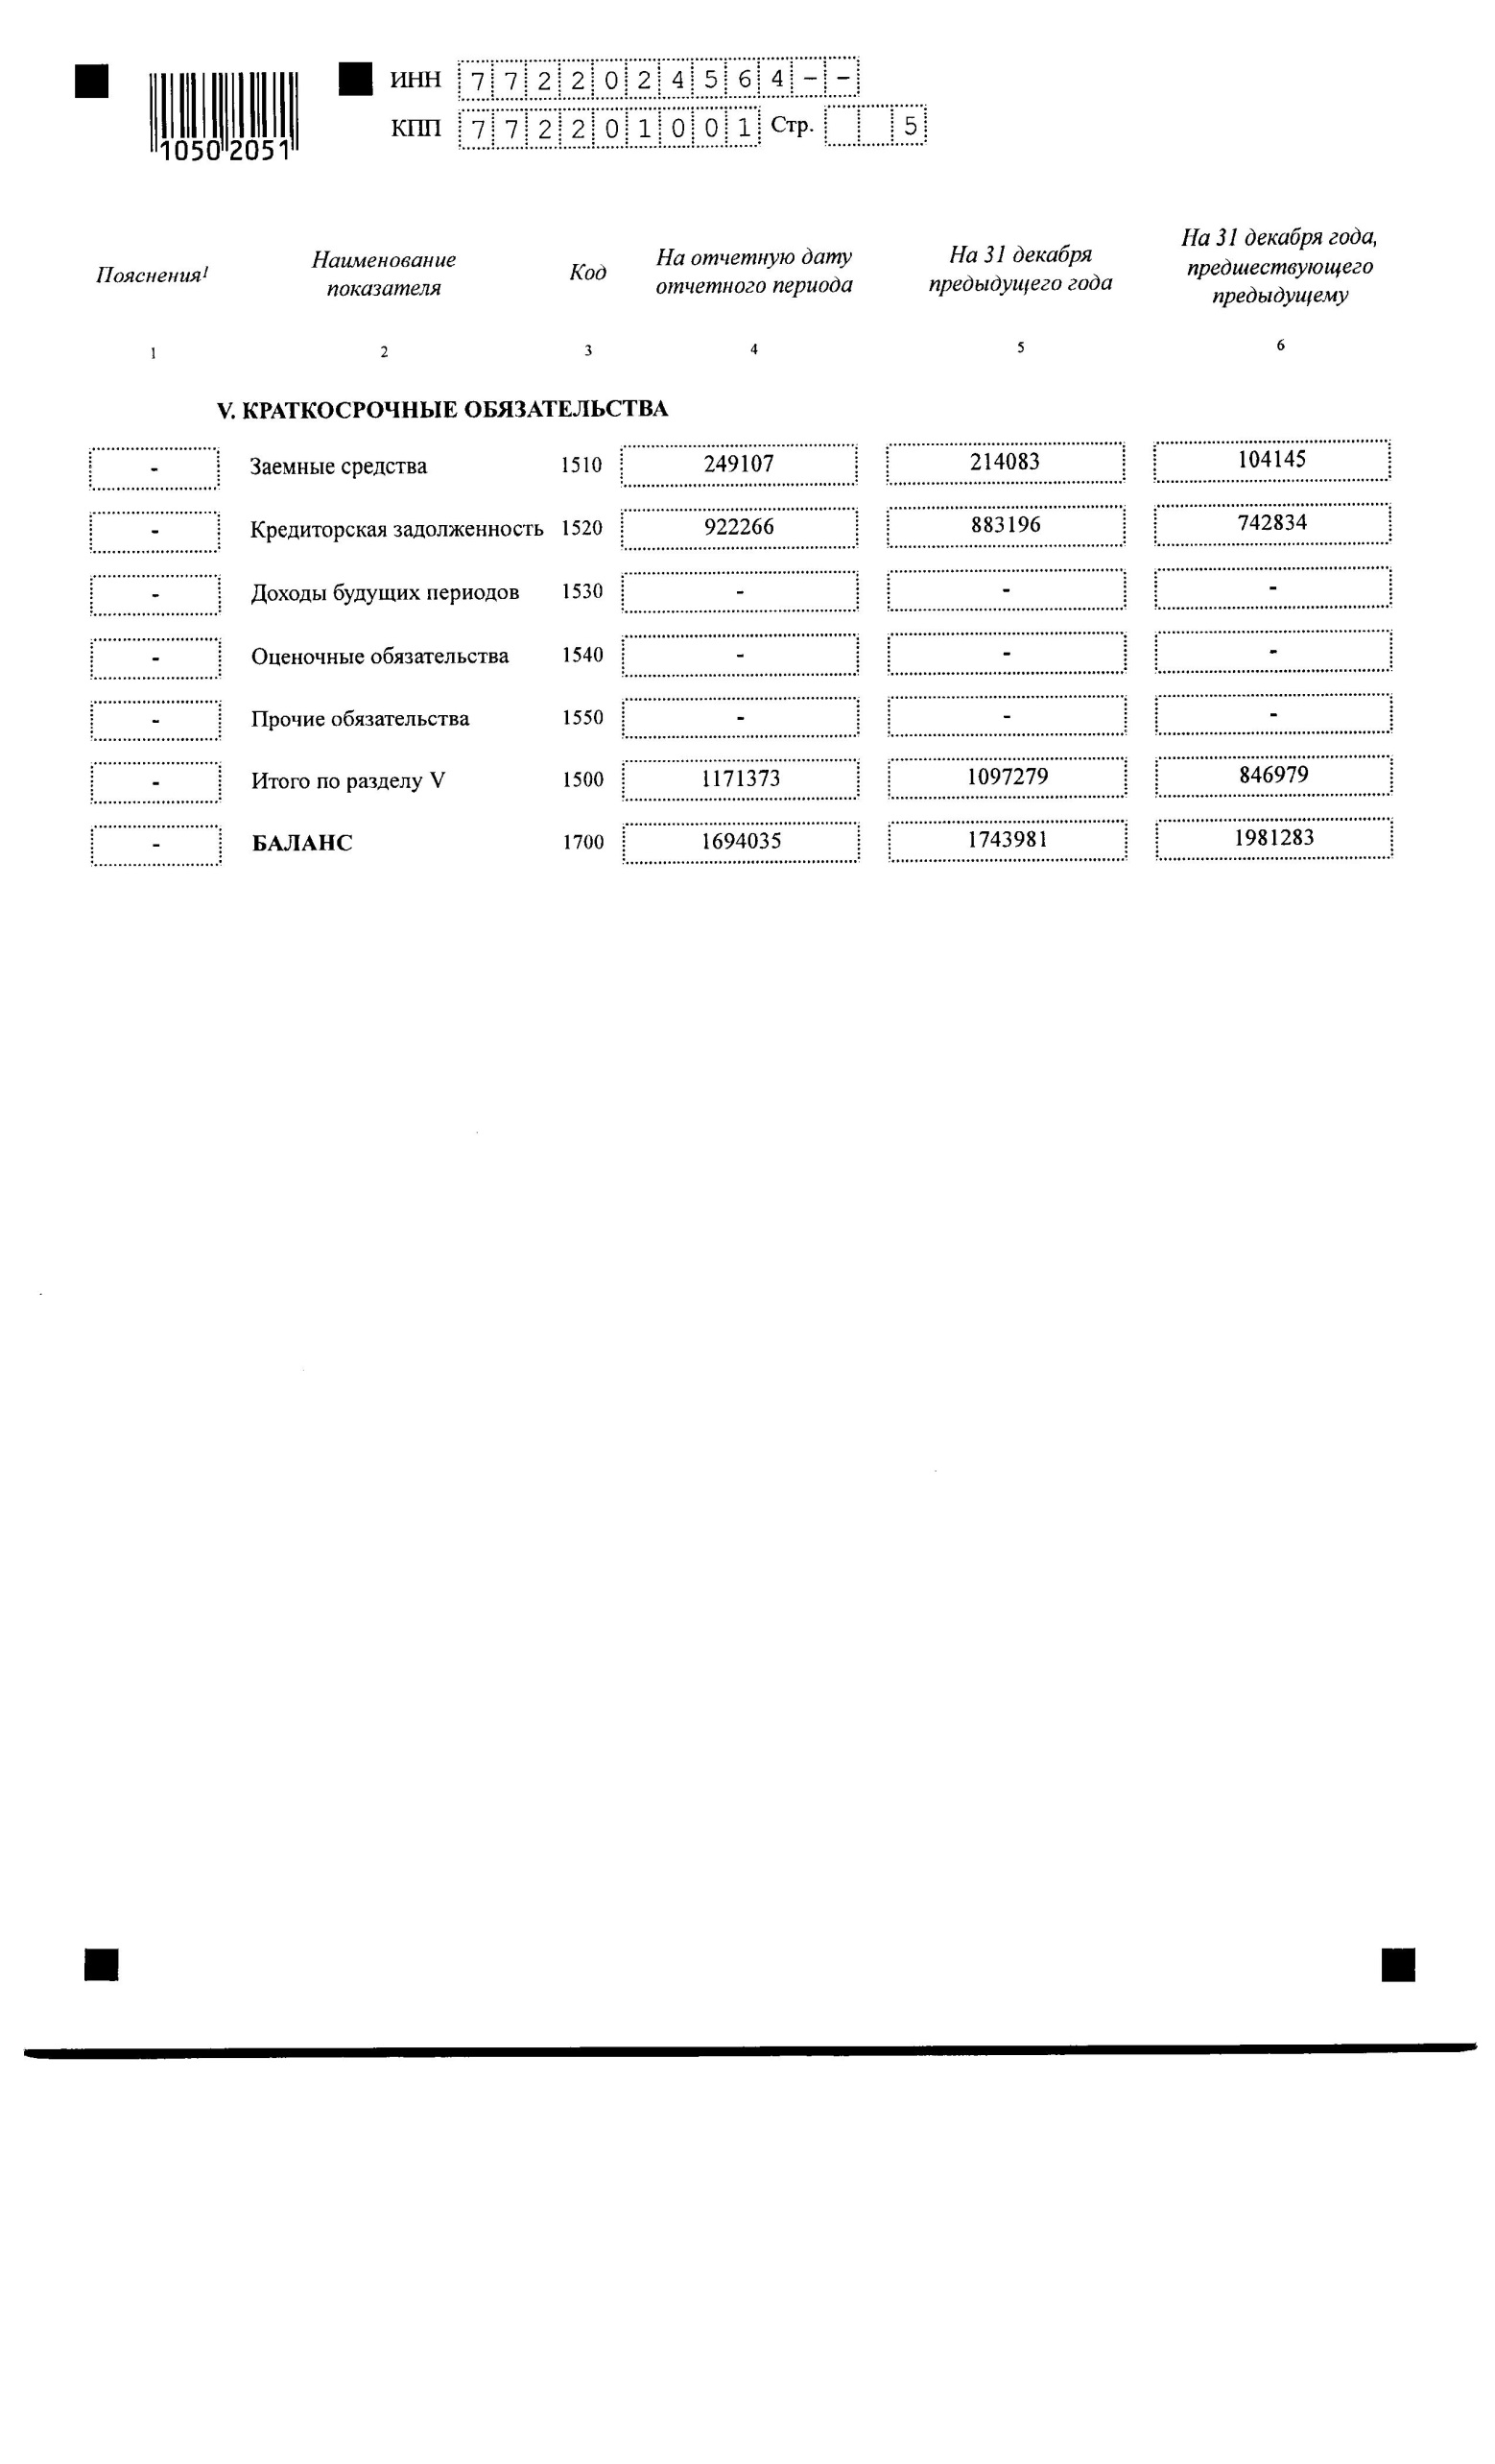 ИНН 7722024564--
1050 2051
КПП 772201001 Стр. 5
Пояснения¹ Наименование показателя Код На отчетную дату отчетного периода На 31 декабря предыдущего года На 31 декабря года, предшествующего предыдущему
1 2 3 4 5 6
V. КРАТКОСРОЧНЫЕ ОБЯЗАТЕЛЬСТВА
- Заемные средства 1510 249107 214083 104145
- Кредиторская задолженность 1520 922266 883196 742834
- Доходы будущих периодов 1530 - - -
- Оценочные обязательства 1540 - - -
- Прочие обязательства 1550 - - -
- Итого по разделу V 1500 1171373 1097279 846979
- БАЛАНС 1700 1694035 1743981 1981283